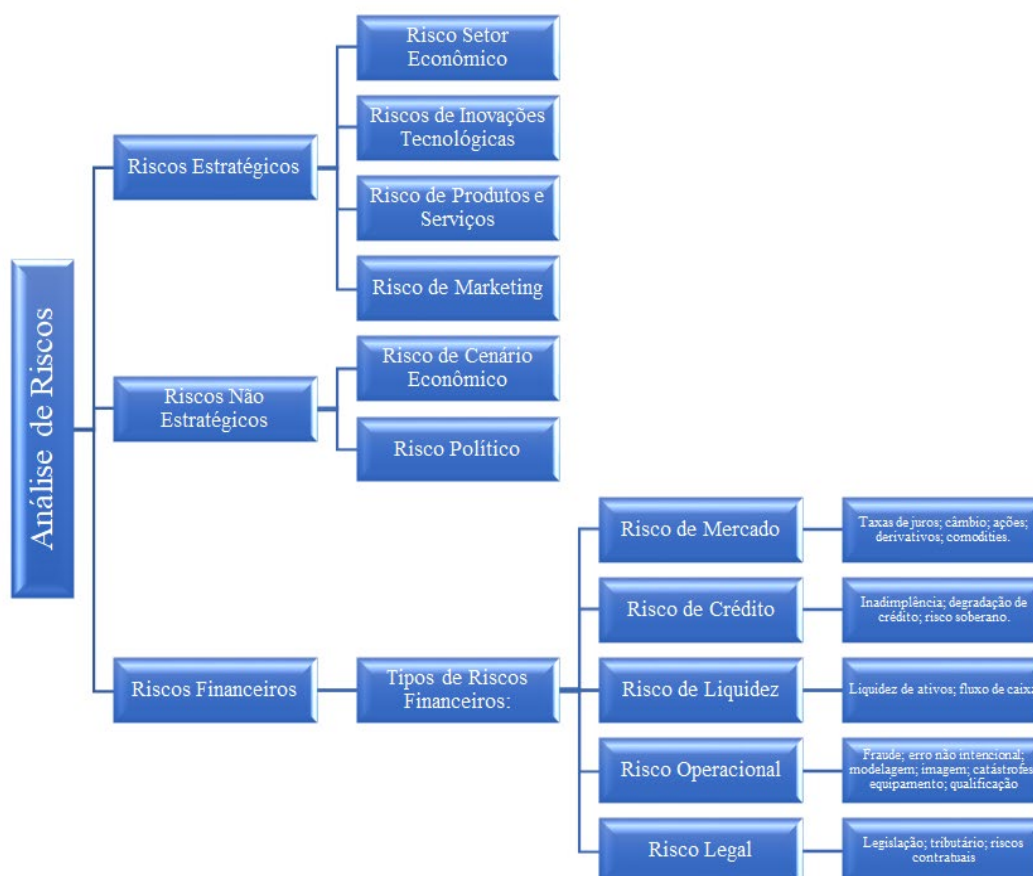 Análise de Riscos
Riscos Estratégicos
Risco Setor
Econômico
Riscos de Inovações
Tecnológicas
Risco de Produtos e
Serviços
Risco de Marketing
Riscos Não
Estratégicos
Risco de Cenário
Econômico
Risco Político
Riscos Financeiros
Tipos de Riscos
Financeiros:
Risco de Mercado
Taxas de juros; câmbio; ações;
derivativos; comodities.
Risco de Crédito
Inadimplência; degradação de
crédito; risco soberano.
Risco de Liquidez
Liquidez de ativos; fluxo de caixa
Risco Operacional
Fraude; erro não intencional;
modelagem; imagem; catástrofes
equipamento; qualificação
Risco Legal
Legislação; tributário; riscos
contratuais